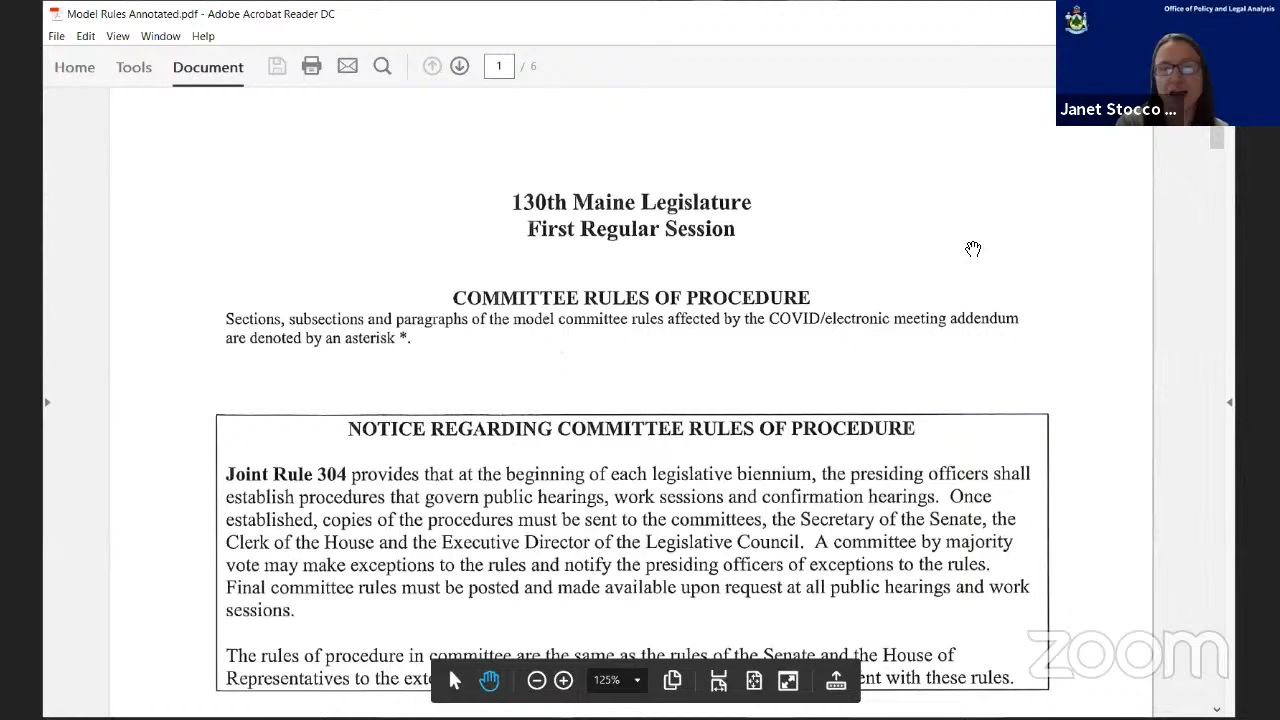 Model Rules Annotated.pdf - Adobe Acrobat Reader DC
File Edit View Window Help
Home Tools Document 1 / 6
Office of Policy and Legal Analysis
Janet Stocco ...
130th Maine Legislature
First Regular Session
COMMITTEE RULES OF PROCEDURE
Sections, subsections and paragraphs of the model committee rules affected by the COVID/electronic meeting addendum
are denoted by an asterisk *.
NOTICE REGARDING COMMITTEE RULES OF PROCEDURE
Joint Rule 304 provides that at the beginning of each legislative biennium, the presiding officers shall
establish procedures that govern public hearings, work sessions and confirmation hearings. Once
established, copies of the procedures must be sent to the committees, the Secretary of the Senate, the
Clerk of the House and the Executive Director of the Legislative Council. A committee by majority
vote may make exceptions to the rules and notify the presiding officers of exceptions to the rules.
Final committee rules must be posted and made available upon request at all public hearings and work
sessions.
The rules of procedure in committee are the same as the rules of the Senate and the House of
Representatives to the with these rules.
125%
zoom